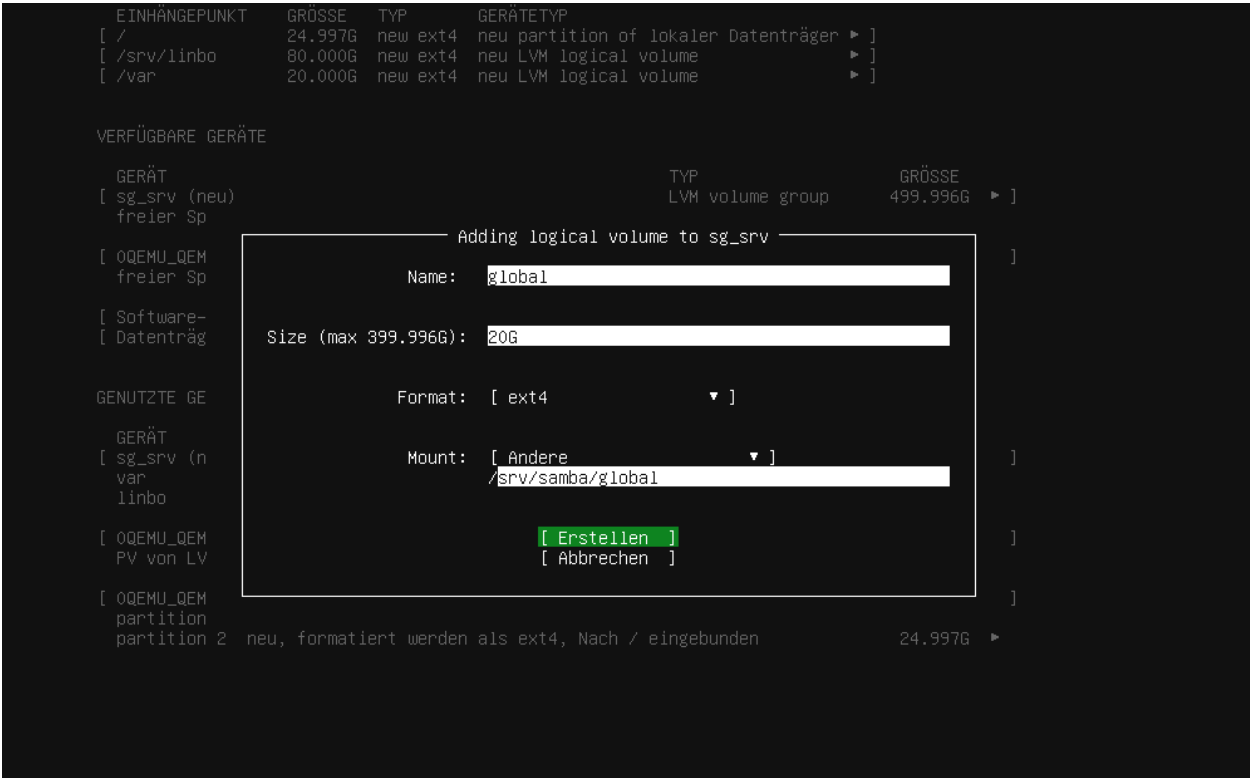 EINHÄNGEPUNKT GRÖSSE TYP GERÄTETYP
[ / 24.997G new ext4 neu partition of lokaler Datenträger ▸ ]
[ /srv/linbo 80.000G new ext4 neu LVM logical volume ▸ ]
[ /var 20.000G new ext4 neu LVM logical volume ▸ ]
VERFÜGBARE GERÄTE
GERÄT TYP GRÖSSE
[ sg_srv (neu) LVM volume group 499.996G ▸ ]
freier Sp
Adding logical volume to sg_srv
[ OQEMU_QEM ]
freier Sp Name: global
[ Software-
[ Datenträg Size (max 399.996G): 20G
GENUTZTE GE Format: [ ext4 ▾ ]
GERÄT
[ sg_srv (n Mount: [ Andere ▾ ] ]
var /srv/samba/global
linbo
[ OQEMU_QEM [ Erstellen ] ]
PV von LV [ Abbrechen ]
[ OQEMU_QEM ]
partition
partition 2 neu, formatiert werden als ext4, Nach / eingebunden 24.997G ▸